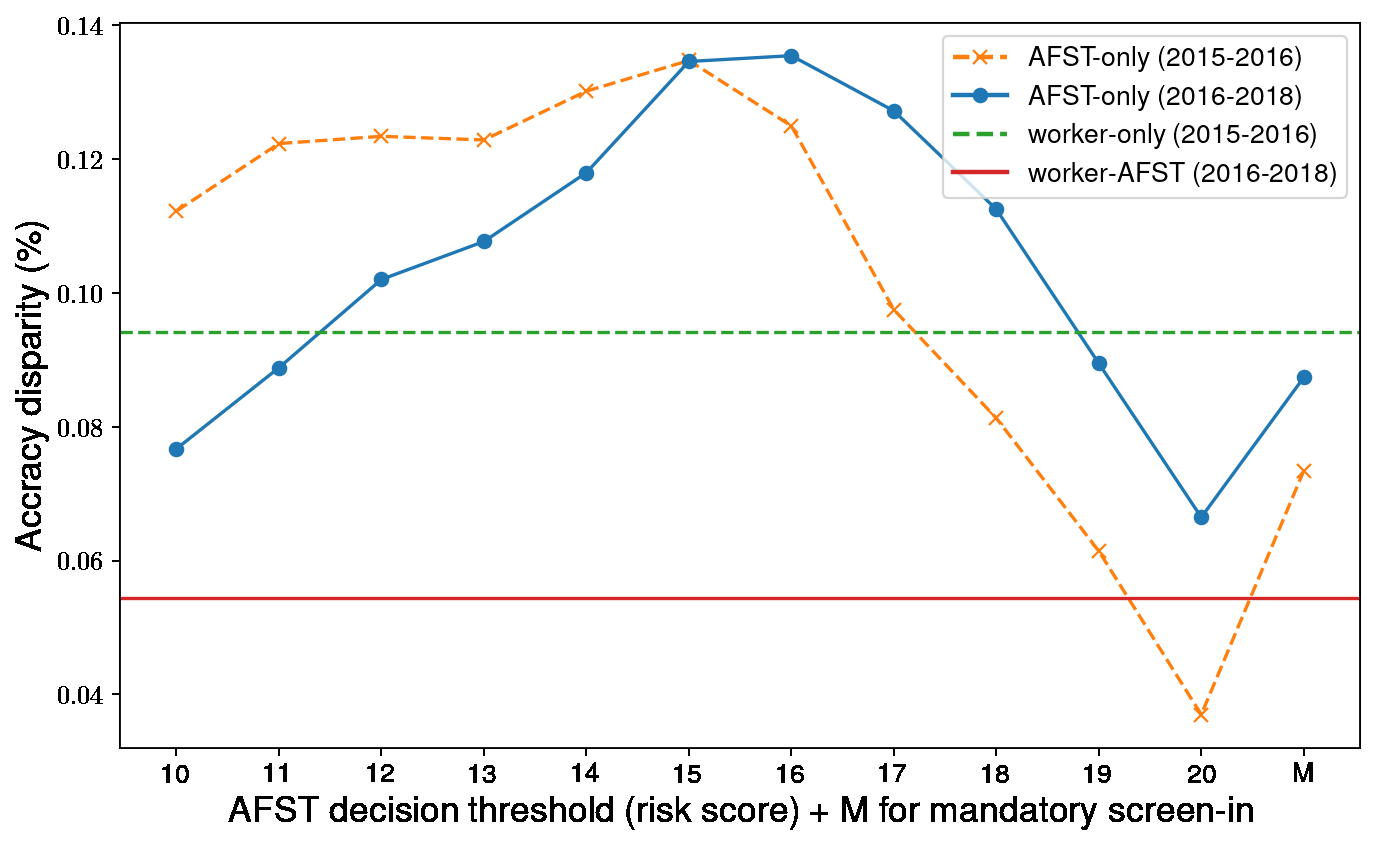 0.14
0.12
0.10
0.08
0.06
0.04
Accracy disparity (%)
AFST-only (2015-2016)
AFST-only (2016-2018)
worker-only (2015-2016)
worker-AFST (2016-2018)
10 11 12 13 14 15 16 17 18 19 20 M
AFST decision threshold (risk score) + M for mandatory screen-in